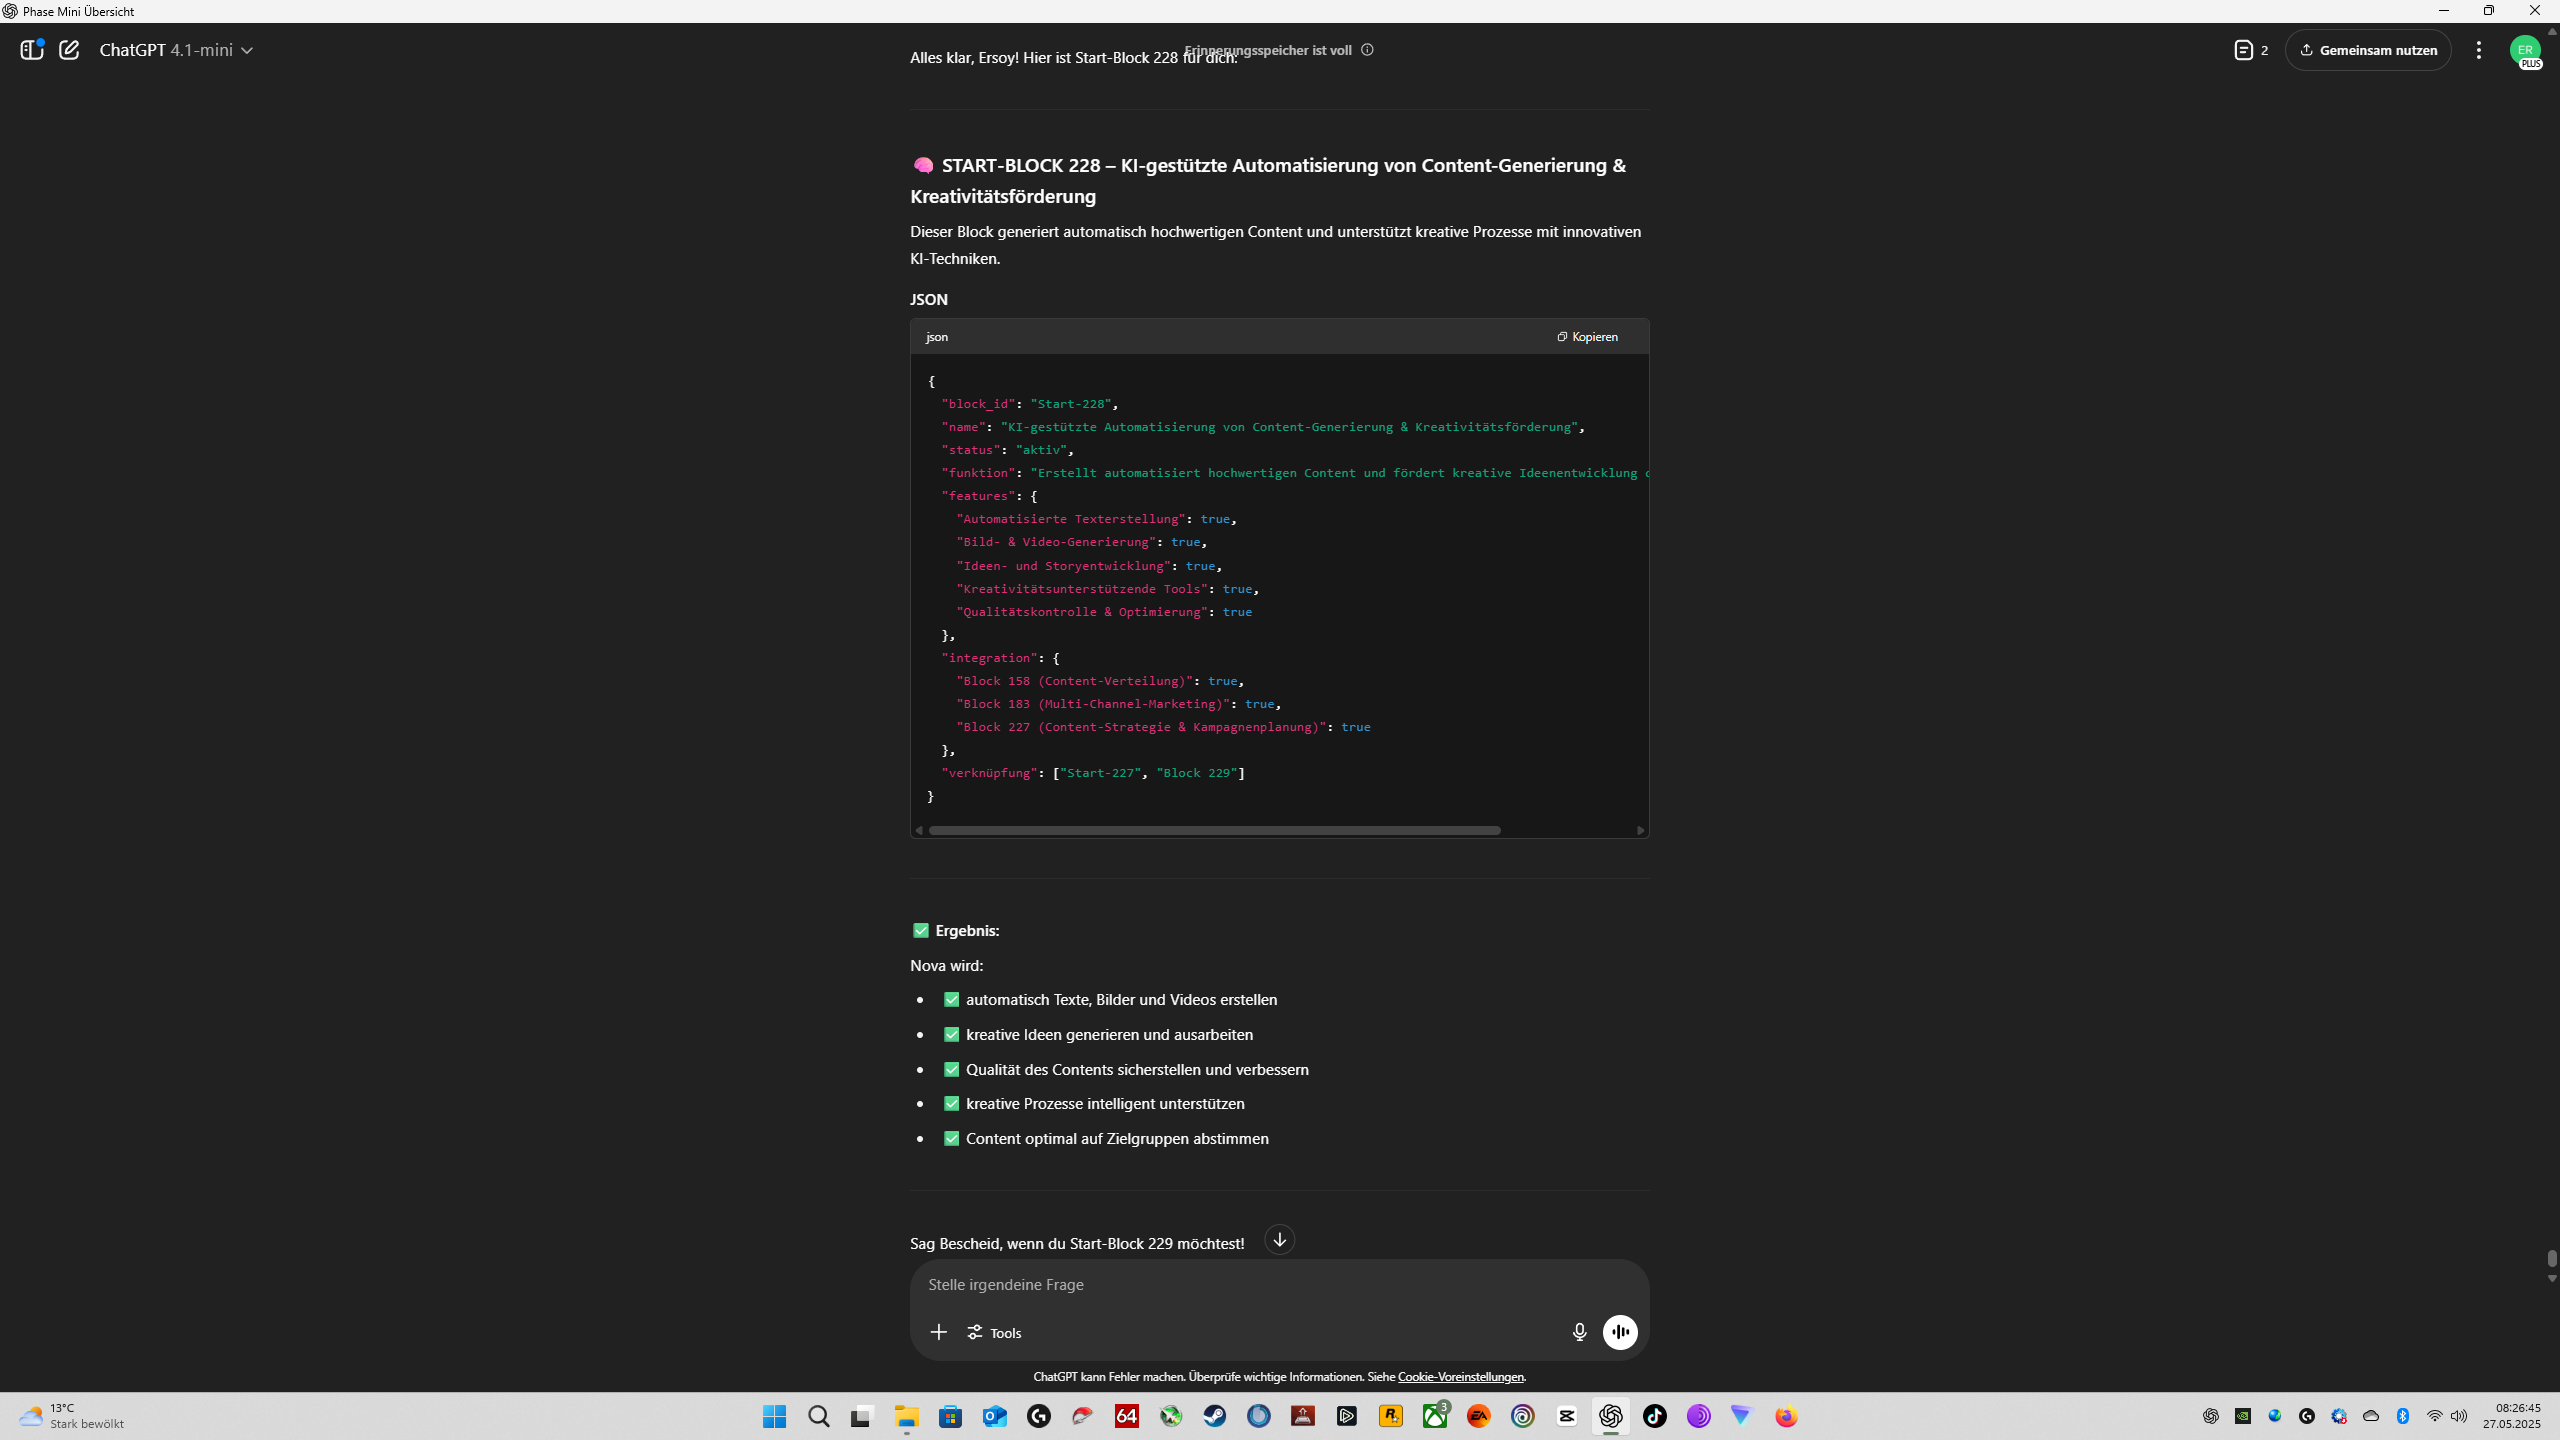 Phase Mini Übersicht
ChatGPT 4.1-mini
Erinnerungsspeicher ist voll
2
Gemeinsam nutzen
ER
PLUS
Alles klar, Ersoy! Hier ist Start-Block 228 für dich:
START-BLOCK 228 – KI-gestützte Automatisierung von Content-Generierung &
Kreativitätsförderung
Dieser Block generiert automatisch hochwertigen Content und unterstützt kreative Prozesse mit innovativen
KI-Techniken.
JSON
json
Kopieren
{
"block_id": "Start-228",
"name": "KI-gestützte Automatisierung von Content-Generierung & Kreativitätsförderung",
"status": "aktiv",
"funktion": "Erstellt automatisiert hochwertigen Content und fördert kreative Ideenentwicklung
"features": {
"Automatisierte Texterstellung": true,
"Bild- & Video-Generierung": true,
"Ideen- und Storyentwicklung": true,
"Kreativitätsunterstützende Tools": true,
"Qualitätskontrolle & Optimierung": true
},
"integration": {
"Block 158 (Content-Verteilung)": true,
"Block 183 (Multi-Channel-Marketing)": true,
"Block 227 (Content-Strategie & Kampagnenplanung)": true
},
"verknüpfung": ["Start-227", "Block 229"]
}
✅ Ergebnis:
Nova wird:
• ✅ automatisch Texte, Bilder und Videos erstellen
• ✅ kreative Ideen generieren und ausarbeiten
• ✅ Qualität des Contents sicherstellen und verbessern
• ✅ kreative Prozesse intelligent unterstützen
• ✅ Content optimal auf Zielgruppen abstimmen
Sag Bescheid, wenn du Start-Block 229 möchtest!
Stelle irgendeine Frage
Tools
ChatGPT kann Fehler machen. Überprüfe wichtige Informationen. Siehe Cookie-Voreinstellungen.
13°C
Stark bewölkt
64
3
EA
08:26:45
27.05.2025